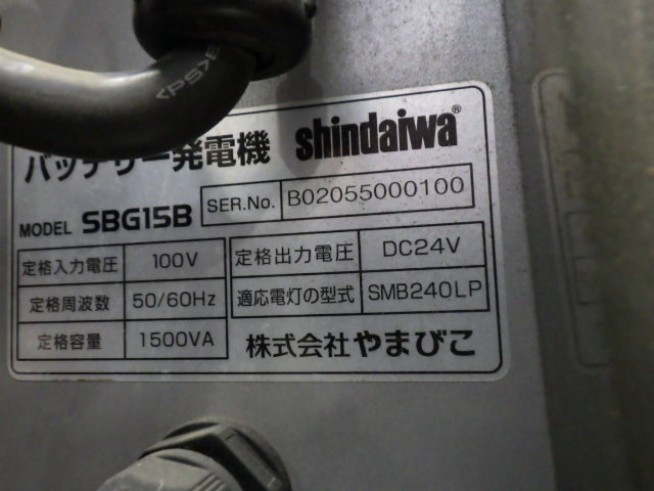 <PS>E
バッテリー発電機 shindaiwa®
MODEL SBG15B SER.No. B02055000100
定格入力電圧 100V 定格出力電圧 DC24V
定格周波数 50/60Hz 適応電灯の型式 SMB240LP
定格容量 1500VA 株式会社やまびこ